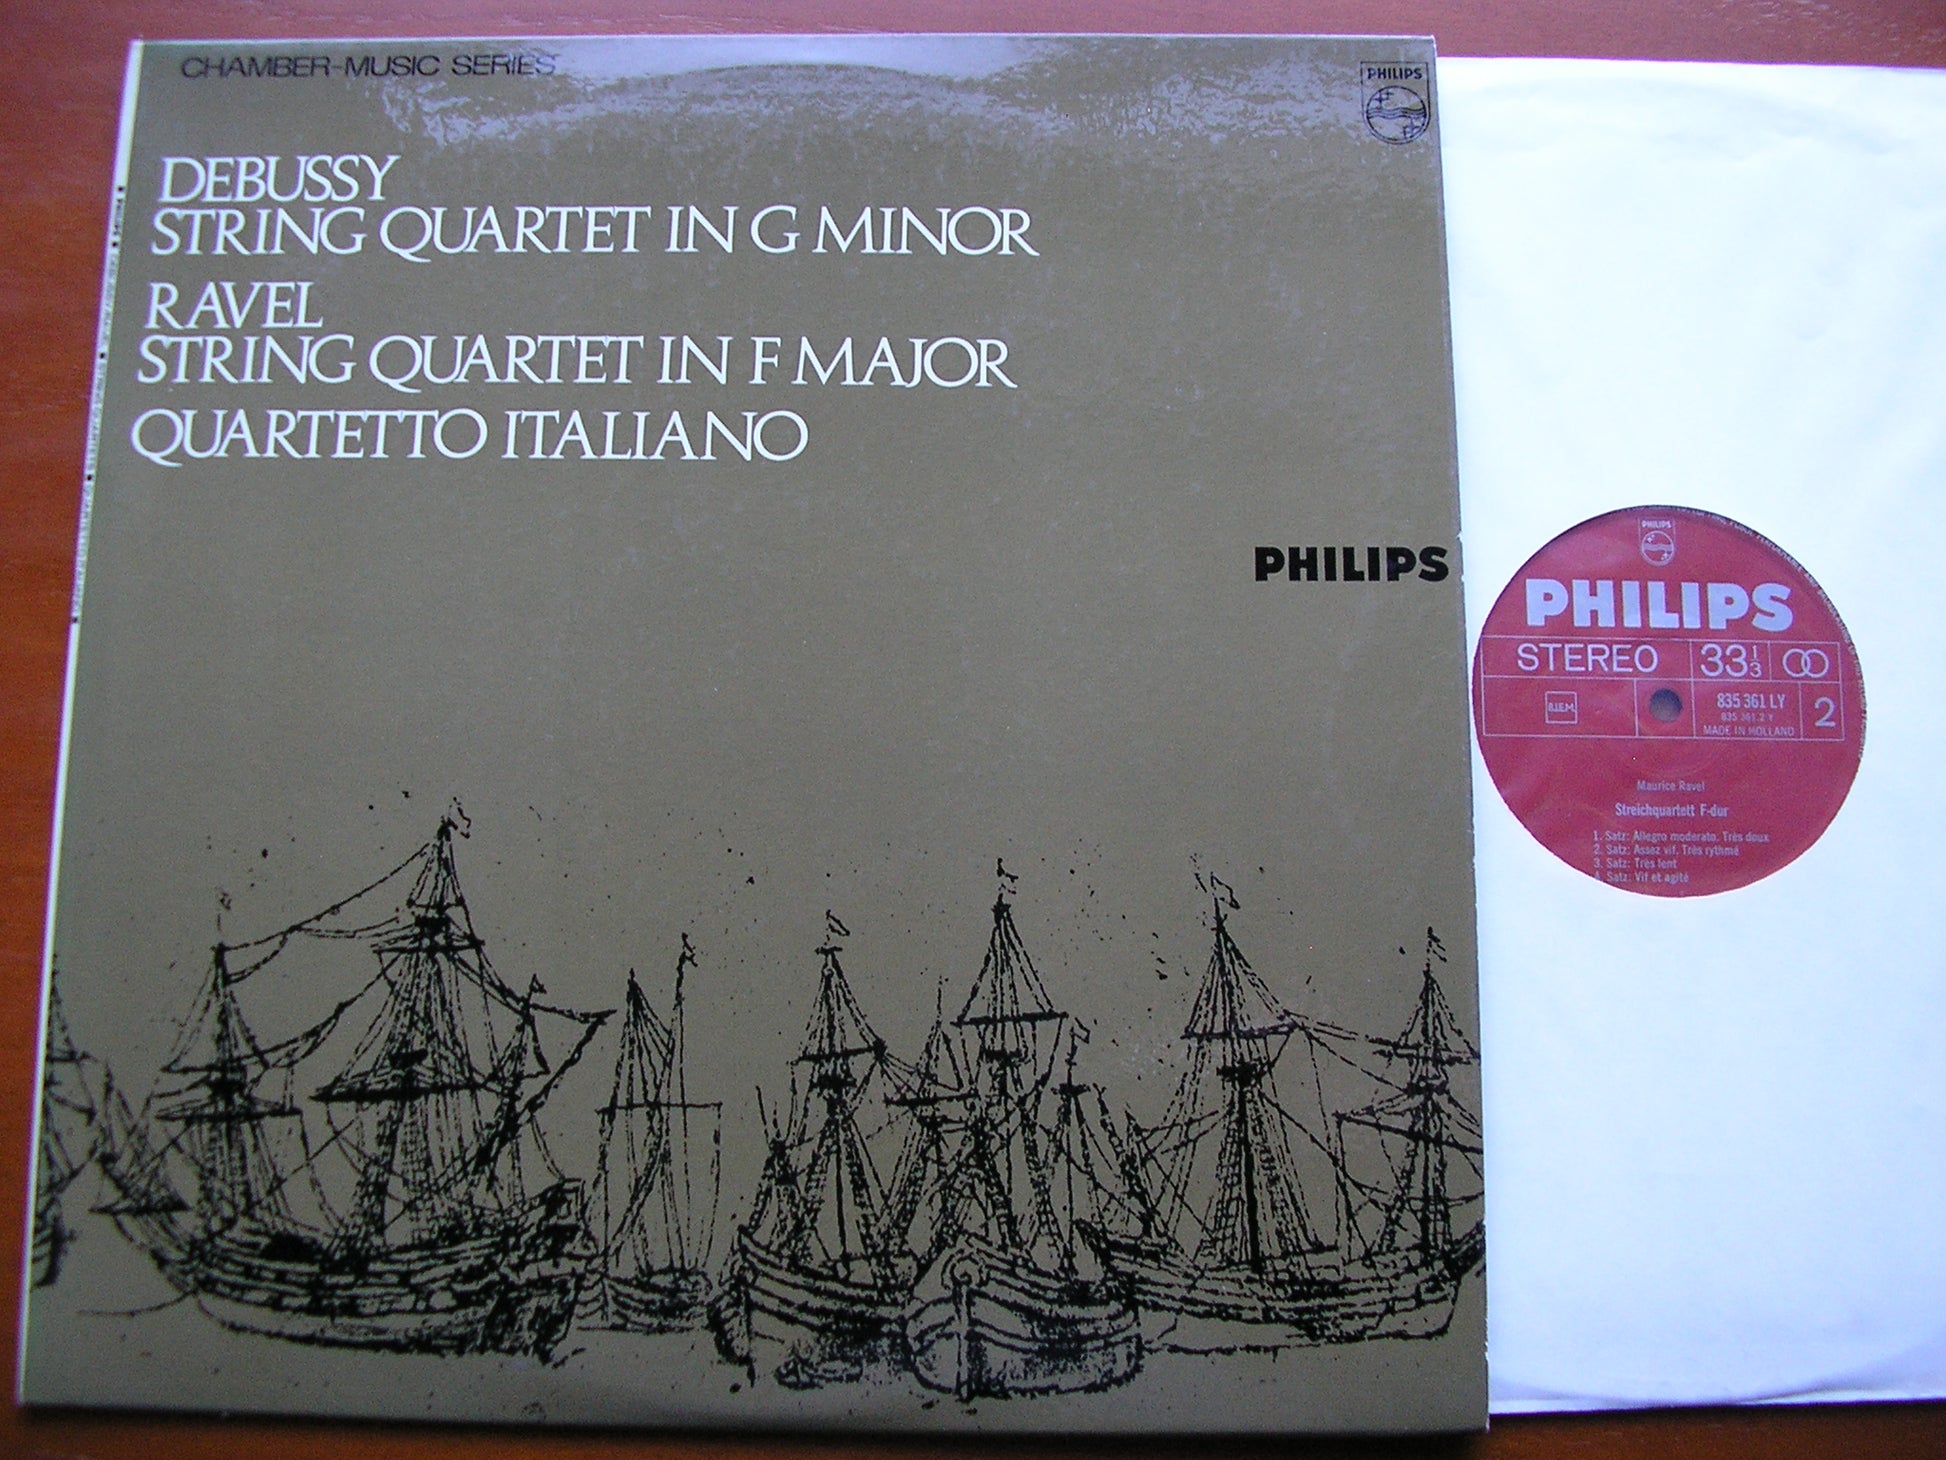 CHAMBER-MUSIC SERIES
PHILIPS
DEBUSSY
STRING QUARTET IN G MINOR
RAVEL
STRING QUARTET IN F MAJOR
QUARTETTO ITALIANO
PHILIPS
PHILIPS
PHILIPS
STEREO 33 1/3
B.I.E.M. 835 361 LY 2
835 361.2 Y
MADE IN HOLLAND
Maurice Ravel
Streichquartett F-dur
1. Satz: Allegro moderato. Très doux
2. Satz: Assez vif. Très rythmé
3. Satz: Très lent
4. Satz: Vif et agité